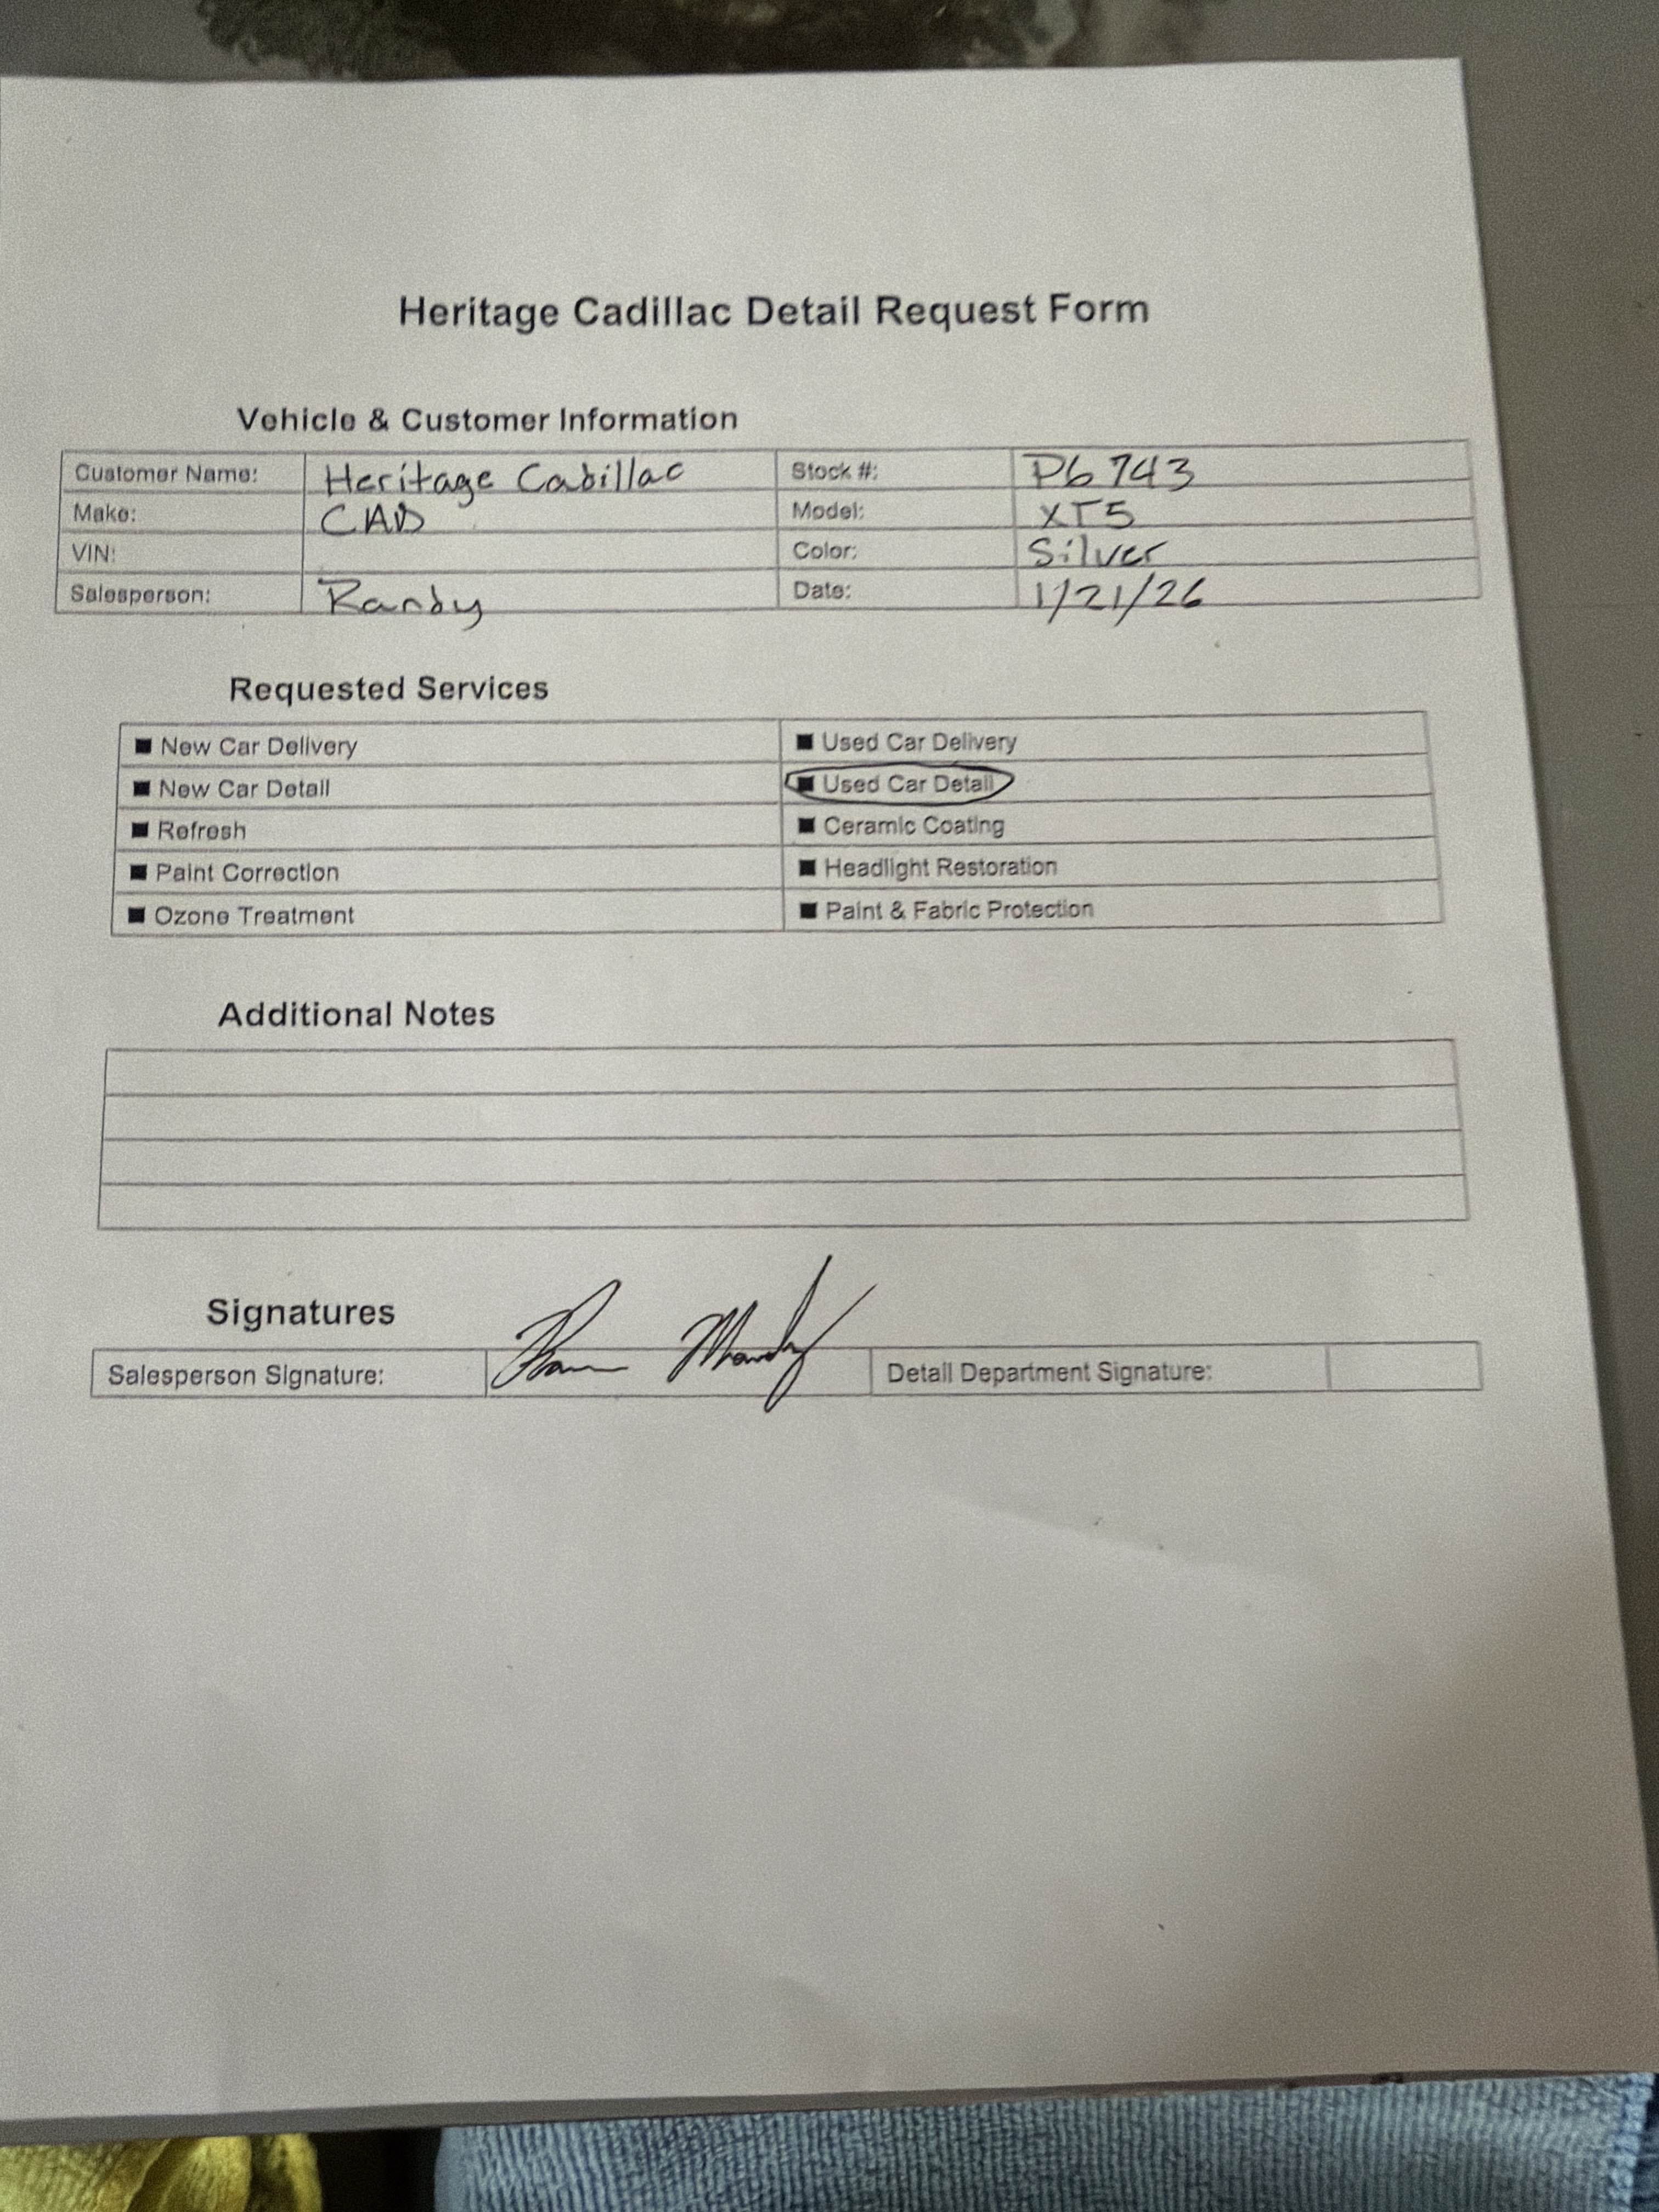 Heritage Cadillac Detail Request Form
Vehicle & Customer Information
Customer Name: Heritage Cadillac Stock #: P6743
Make: CAD Model: XT5
VIN: Color: Silver
Salesperson: Randy Date: 1/21/26
Requested Services
■ New Car Delivery ■ Used Car Delivery
■ New Car Detail ■ Used Car Detail
■ Refresh ■ Ceramic Coating
■ Paint Correction ■ Headlight Restoration
■ Ozone Treatment ■ Paint & Fabric Protection
Additional Notes
Signatures
Salesperson Signature: Detail Department Signature: